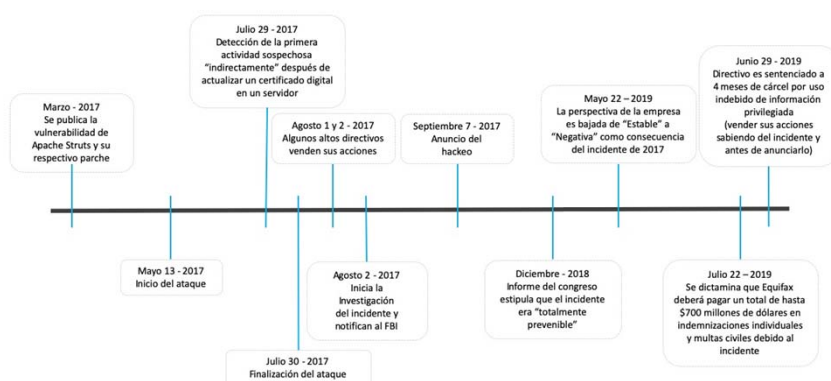 Marzo - 2017
Se publica la
vulnerabilidad de
Apache Struts y su
respectivo parche
Mayo 13 - 2017
Inicio del ataque
Julio 29 - 2017
Detección de la primera
actividad sospechosa
“indirectamente” después de
actualizar un certificado digital
en un servidor
Julio 30 - 2017
Finalización del ataque
Agosto 1 y 2 - 2017
Algunos altos directivos
venden sus acciones
Agosto 2 - 2017
Inicia la
Investigación
del incidente y
notifican al FBI
Septiembre 7 - 2017
Anuncio del
hackeo
Diciembre - 2018
Informe del congreso
estipula que el incidente
era “totalmente
prevenible”
Mayo 22 – 2019
La perspectiva de la empresa
es bajada de “Estable” a
“Negativa” como consecuencia
del incidente de 2017
Julio 22 – 2019
Se dictamina que Equifax
deberá pagar un total de hasta
$700 millones de dólares en
indemnizaciones individuales
y multas civiles debido al
incidente
Junio 29 - 2019
Directivo es sentenciado a
4 meses de cárcel por uso
indebido de información
privilegiada
(vender sus acciones
sabiendo del incidente y
antes de anunciarlo)